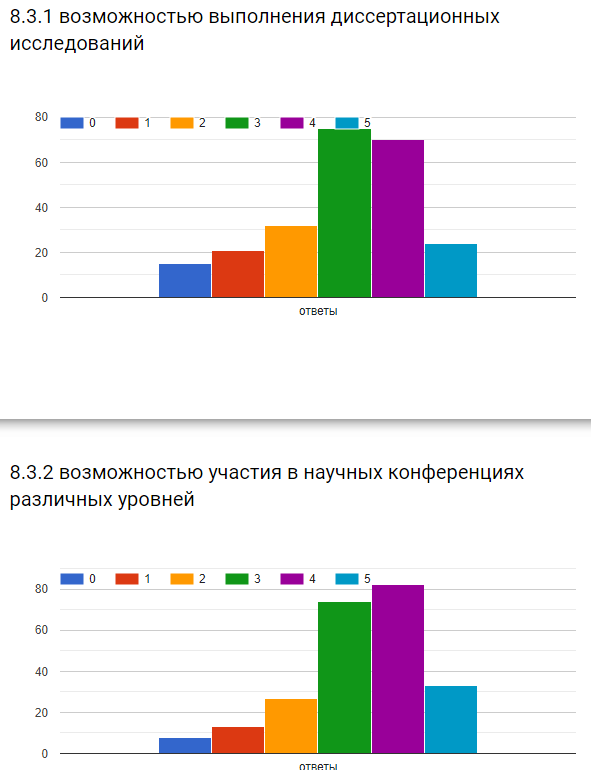 8.3.1 возможностью выполнения диссертационных
исследований
80
0 1 2 3 4 5
60
40
20
0
ответы
8.3.2 возможностью участия в научных конференциях
различных уровней
0 1 2 3 4 5
80
60
40
20
0
ответы